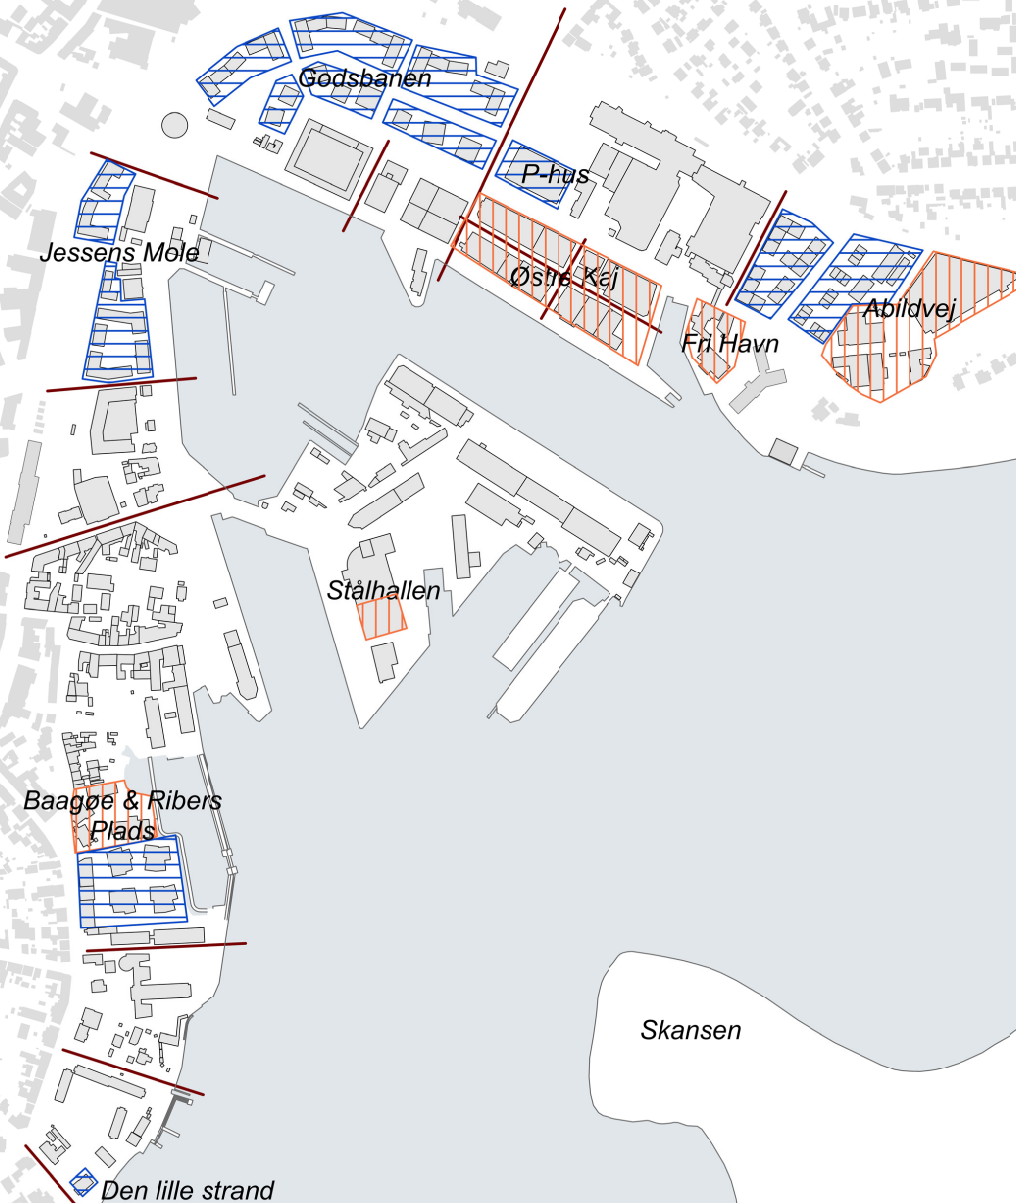 Godsbanen
P-hus
Jessens Mole
Østre Kaj
Abildvej
Fri Havn
Stålhallen
Baagøe & Ribers
Plads
Skansen
Den lille strand